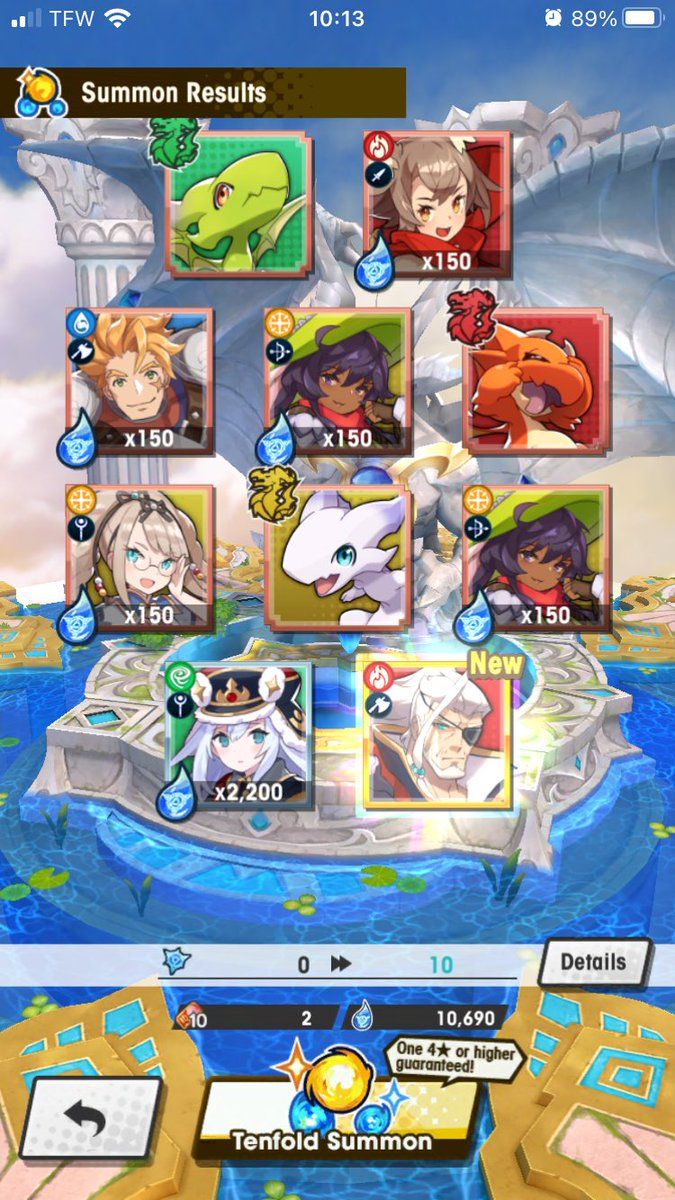 TFW 10:13 89%
Summon Results
x150
x150 x150
x150 x150
New
x2,200
0 10 Details
10 2 10,690
One 4★ or higher
guaranteed!
Tenfold Summon